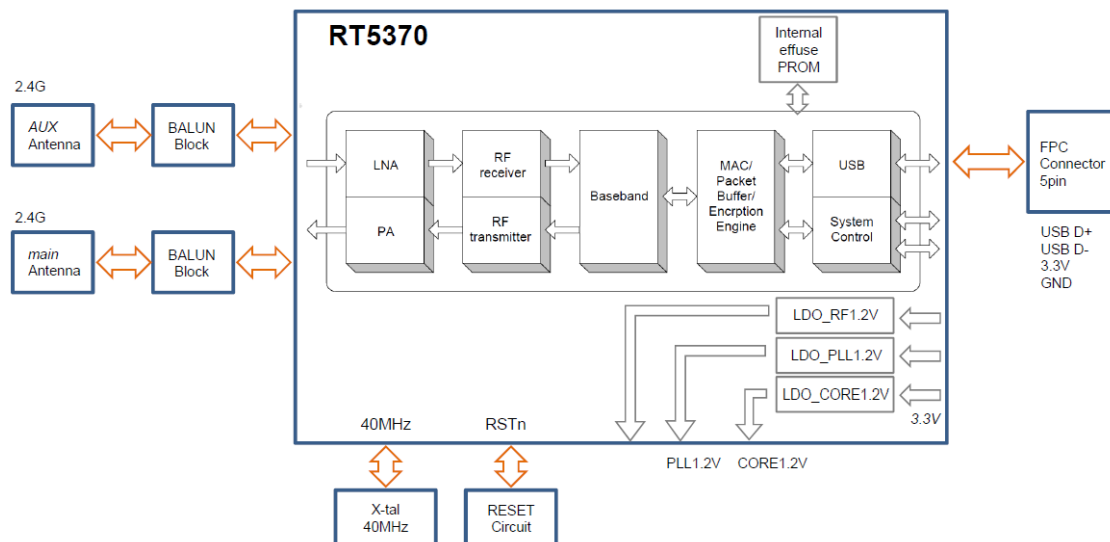 RT5370
Internal
effuse
PROM
2.4G
AUX
Antenna
BALUN
Block
LNA
RF
receiver
Baseband
MAC/
Packet
Buffer/
Encrption
Engine
USB
FPC
Connector
5pin
PA
RF
transmitter
System
Control
2.4G
main
Antenna
BALUN
Block
USB D+
USB D-
3.3V
GND
LDO_RF1.2V
LDO_PLL1.2V
LDO_CORE1.2V
3.3V
40MHz
RSTn
PLL1.2V
CORE1.2V
X-tal
40MHz
RESET
Circuit